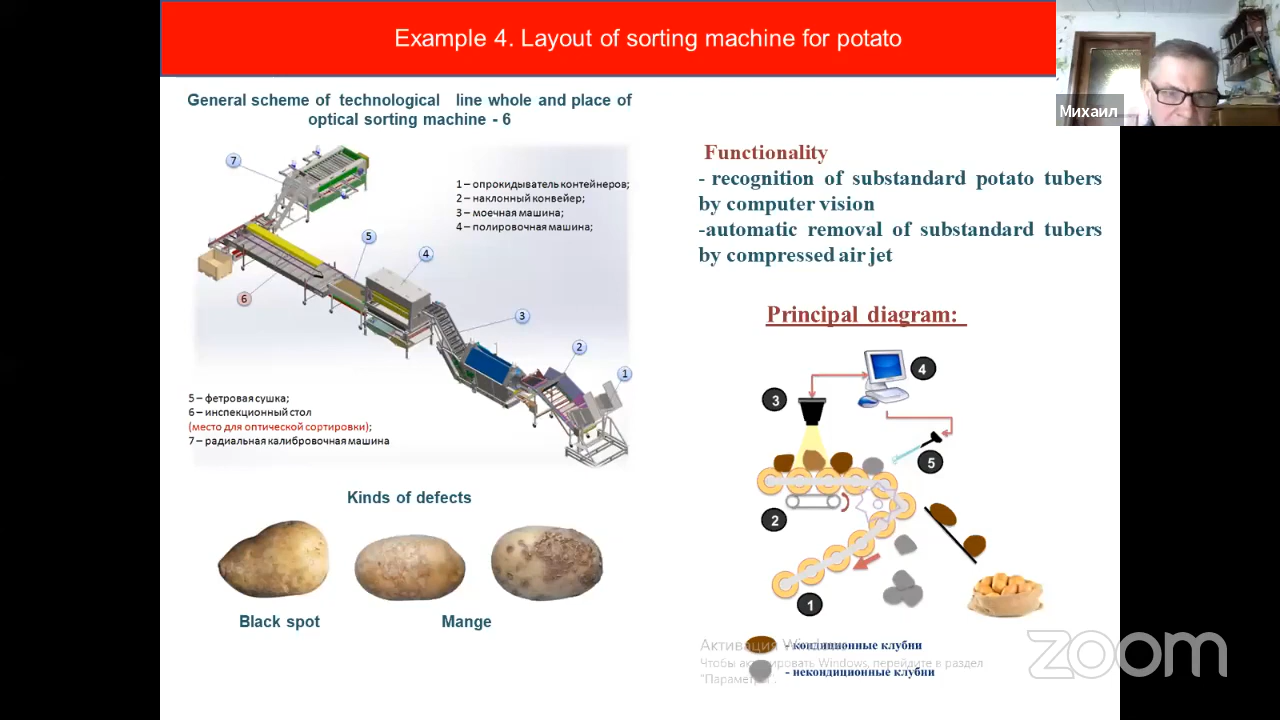 Example 4. Layout of sorting machine for potato
Михаил
General scheme of technological line whole and place of
optical sorting machine - 6
7
1 – опрокидыватель контейнеров;
2 – наклонный конвейер;
3 – моечная машина;
4 – полировочная машина;
5
4
6
3
2
1
5 – фетровая сушка;
6 – инспекционный стол
(место для оптической сортировки);
7 – радиальная калибровочная машина
Kinds of defects
Black spot
Mange
Functionality
- recognition of substandard potato tubers
by computer vision
-automatic removal of substandard tubers
by compressed air jet
Principal diagram:
4
3
5
2
1
- кондиционные клубни
- некондиционные клубни
Активация Windows
Чтобы активировать Windows, перейдите в раздел
"Параметры".
zoom